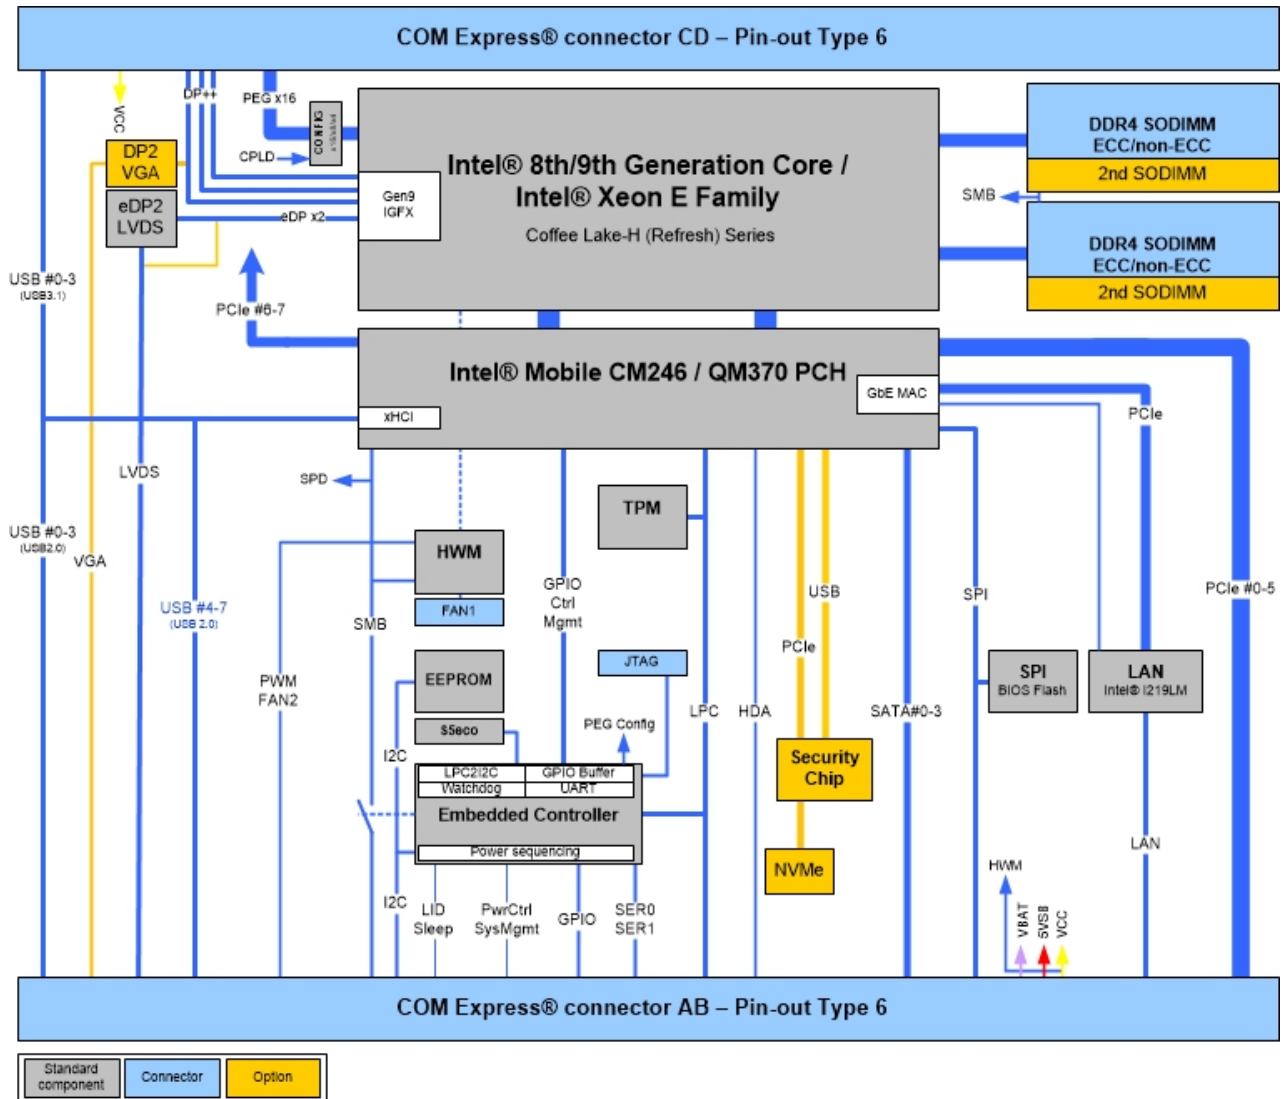 COM Express® connector CD – Pin-out Type 6
DP++
PEG x16
VCC
CONFIG
CPLD
DP2
VGA
eDP2
LVDS
eDP x2
Gen9
IGFX
Intel® 8th/9th Generation Core /
Intel® Xeon E Family
Coffee Lake-H (Refresh) Series
DDR4 SODIMM
ECC/non-ECC
2nd SODIMM
SMB
DDR4 SODIMM
ECC/non-ECC
2nd SODIMM
USB #0-3
(USB3.1)
PCIe #6-7
Intel® Mobile CM246 / QM370 PCH
GbE MAC
xHCI
PCIe
LVDS
SPD
TPM
USB #0-3
(USB2.0)
VGA
HWM
FAN1
GPIO
Ctrl
Mgmt
USB
SPI
PCIe #0-5
USB #4-7
(USB 2.0)
SMB
PCIe
JTAG
EEPROM
SPI
BIOS Flash
LAN
Intel® I219LM
PWM
FAN2
S5eco
PEG Config
LPC
HDA
SATA#0-3
I2C
Security
Chip
LPC2I2C
GPIO Buffer
Watchdog
UART
Embedded Controller
Power sequencing
NVMe
LAN
HWM
I2C
LID
Sleep
PwrCtrl
SysMgmt
GPIO
SER0
SER1
VBAT
5VSB
VCC
COM Express® connector AB – Pin-out Type 6
Standard
component
Connector
Option